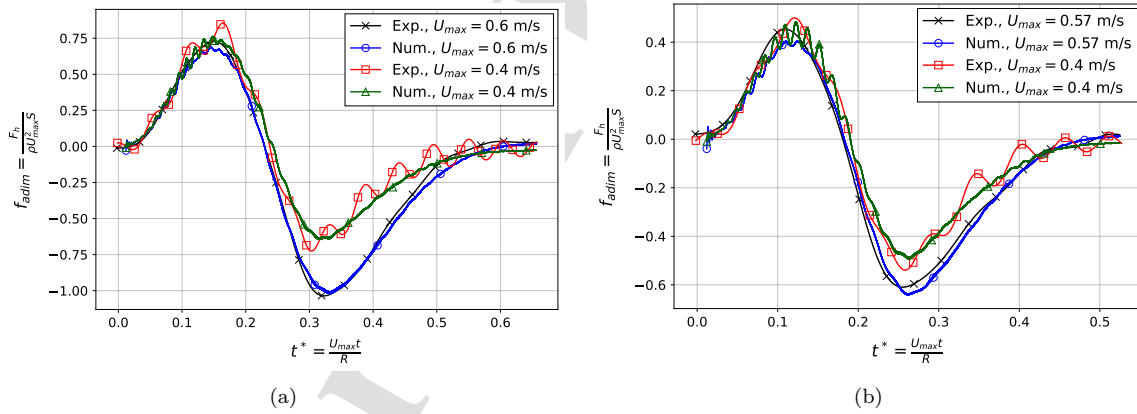 Exp., U_max = 0.6 m/s
Num., U_max = 0.6 m/s
Exp., U_max = 0.4 m/s
Num., U_max = 0.4 m/s
0.75
0.50
0.25
0.00
−0.25
−0.50
−0.75
−1.00
f_adim = F_h / ρU²_max S
0.0 0.1 0.2 0.3 0.4 0.5 0.6
t* = U_max t / R
(a)
Exp., U_max = 0.57 m/s
Num., U_max = 0.57 m/s
Exp., U_max = 0.4 m/s
Num., U_max = 0.4 m/s
0.4
0.2
0.0
−0.2
−0.4
−0.6
f_adim = F_h / ρU²_max S
0.0 0.1 0.2 0.3 0.4 0.5
t* = U_max t / R
(b)